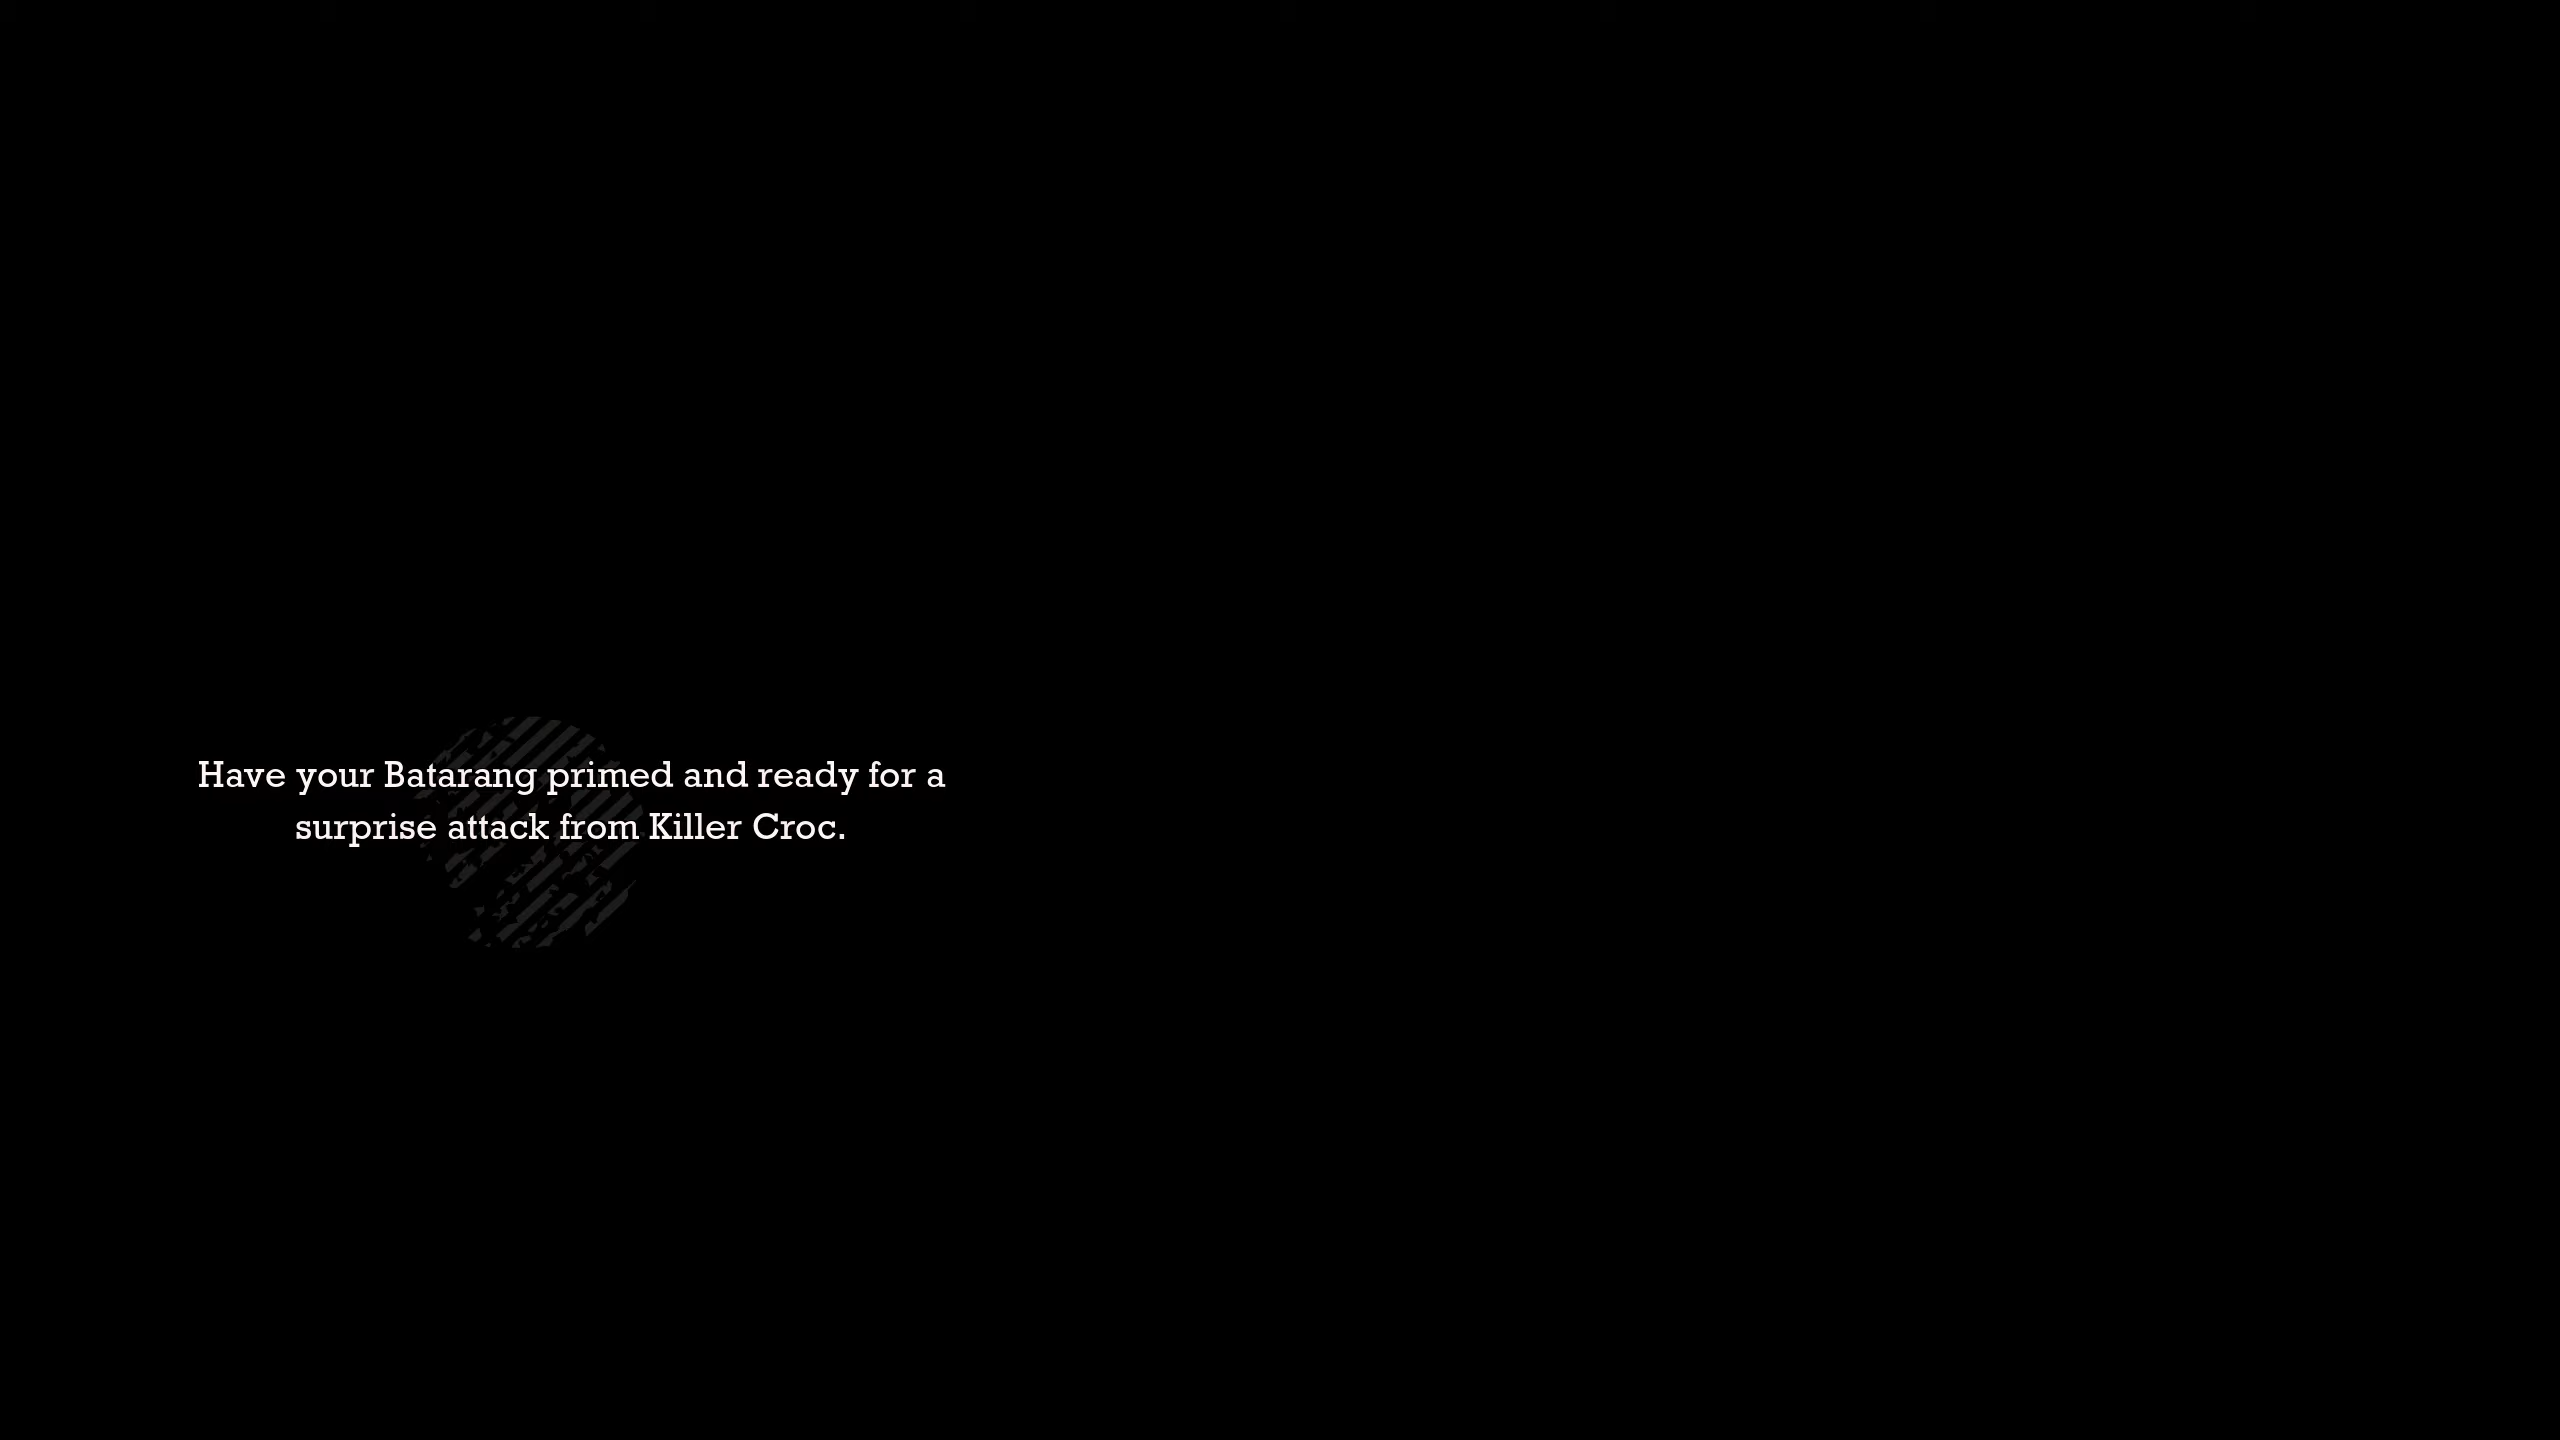 Have your Batarang primed and ready for a
surprise attack from Killer Croc.